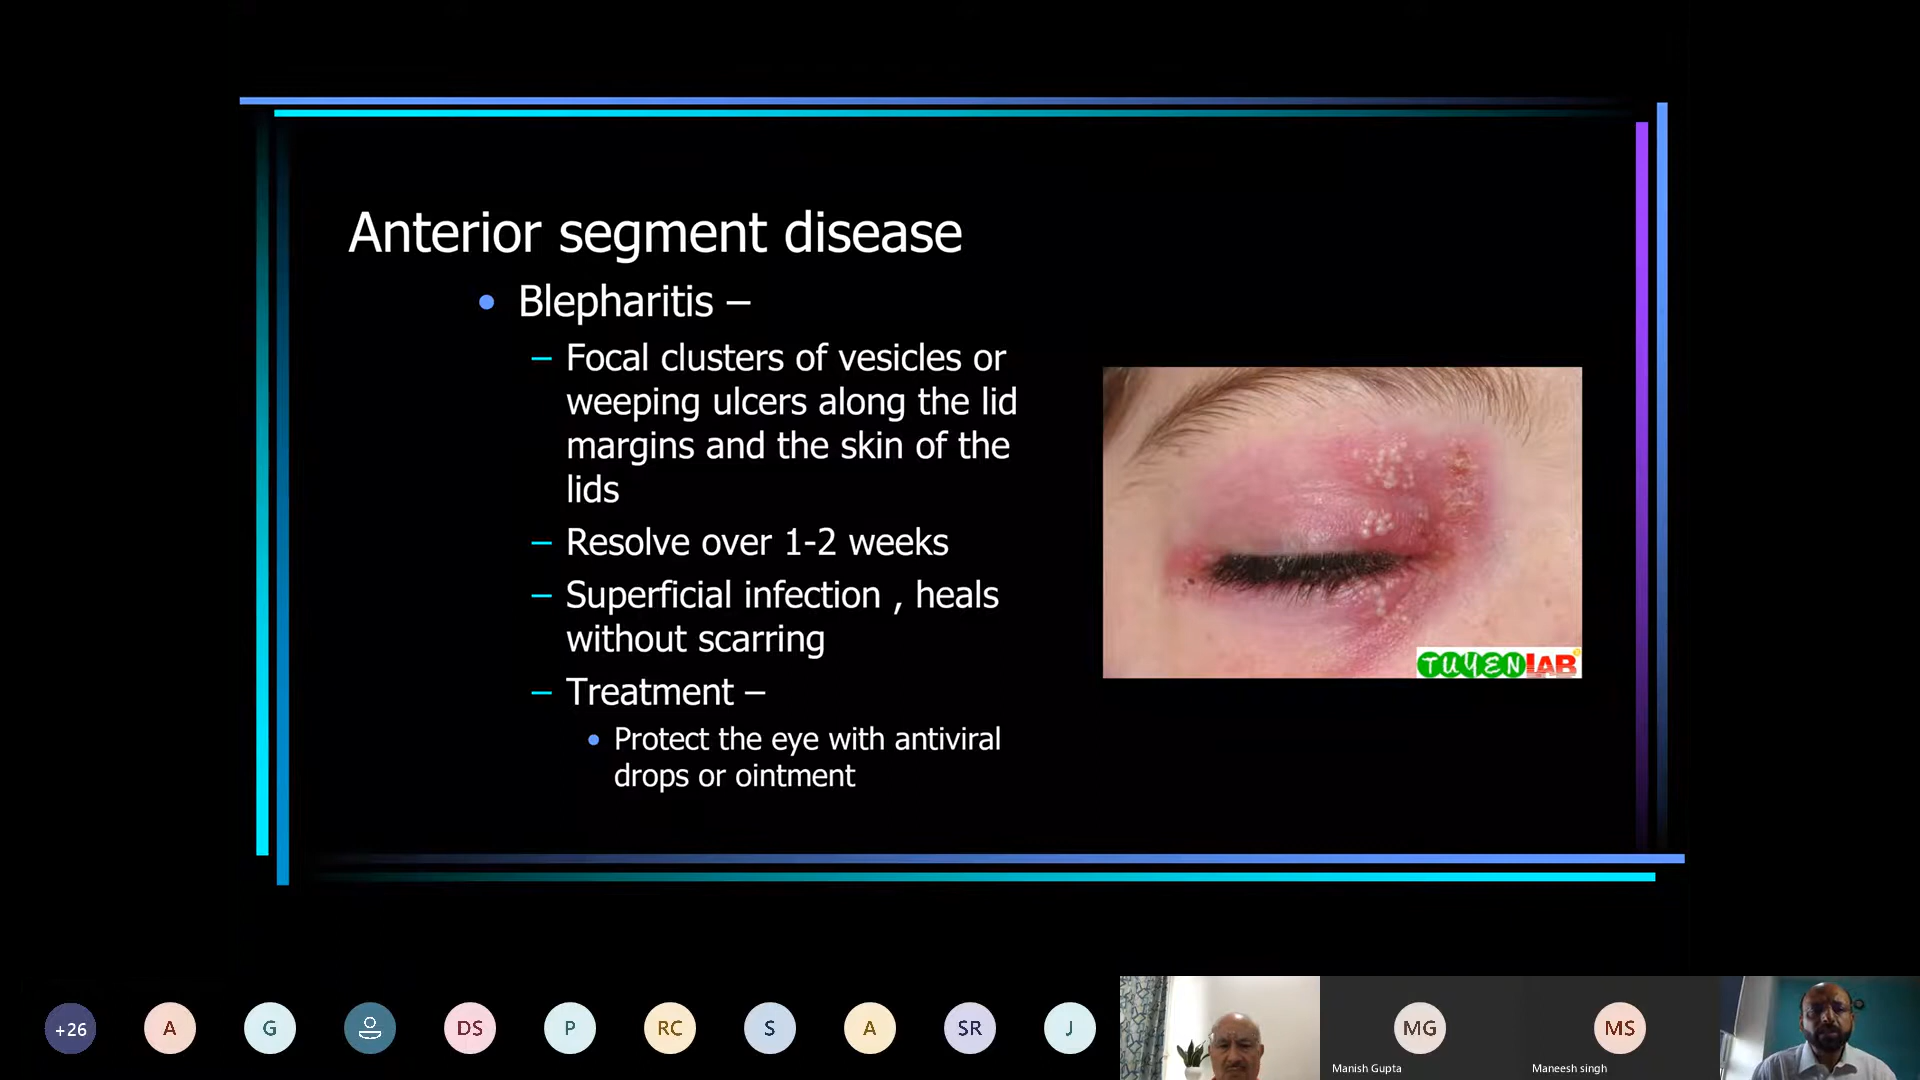 Anterior segment disease
• Blepharitis –
– Focal clusters of vesicles or
weeping ulcers along the lid
margins and the skin of the
lids
– Resolve over 1-2 weeks
– Superficial infection , heals
without scarring
– Treatment –
• Protect the eye with antiviral
drops or ointment
TUYENLAB
+26
A
G
DS
P
RC
S
A
SR
J
MG
Manish Gupta
MS
Maneesh singh